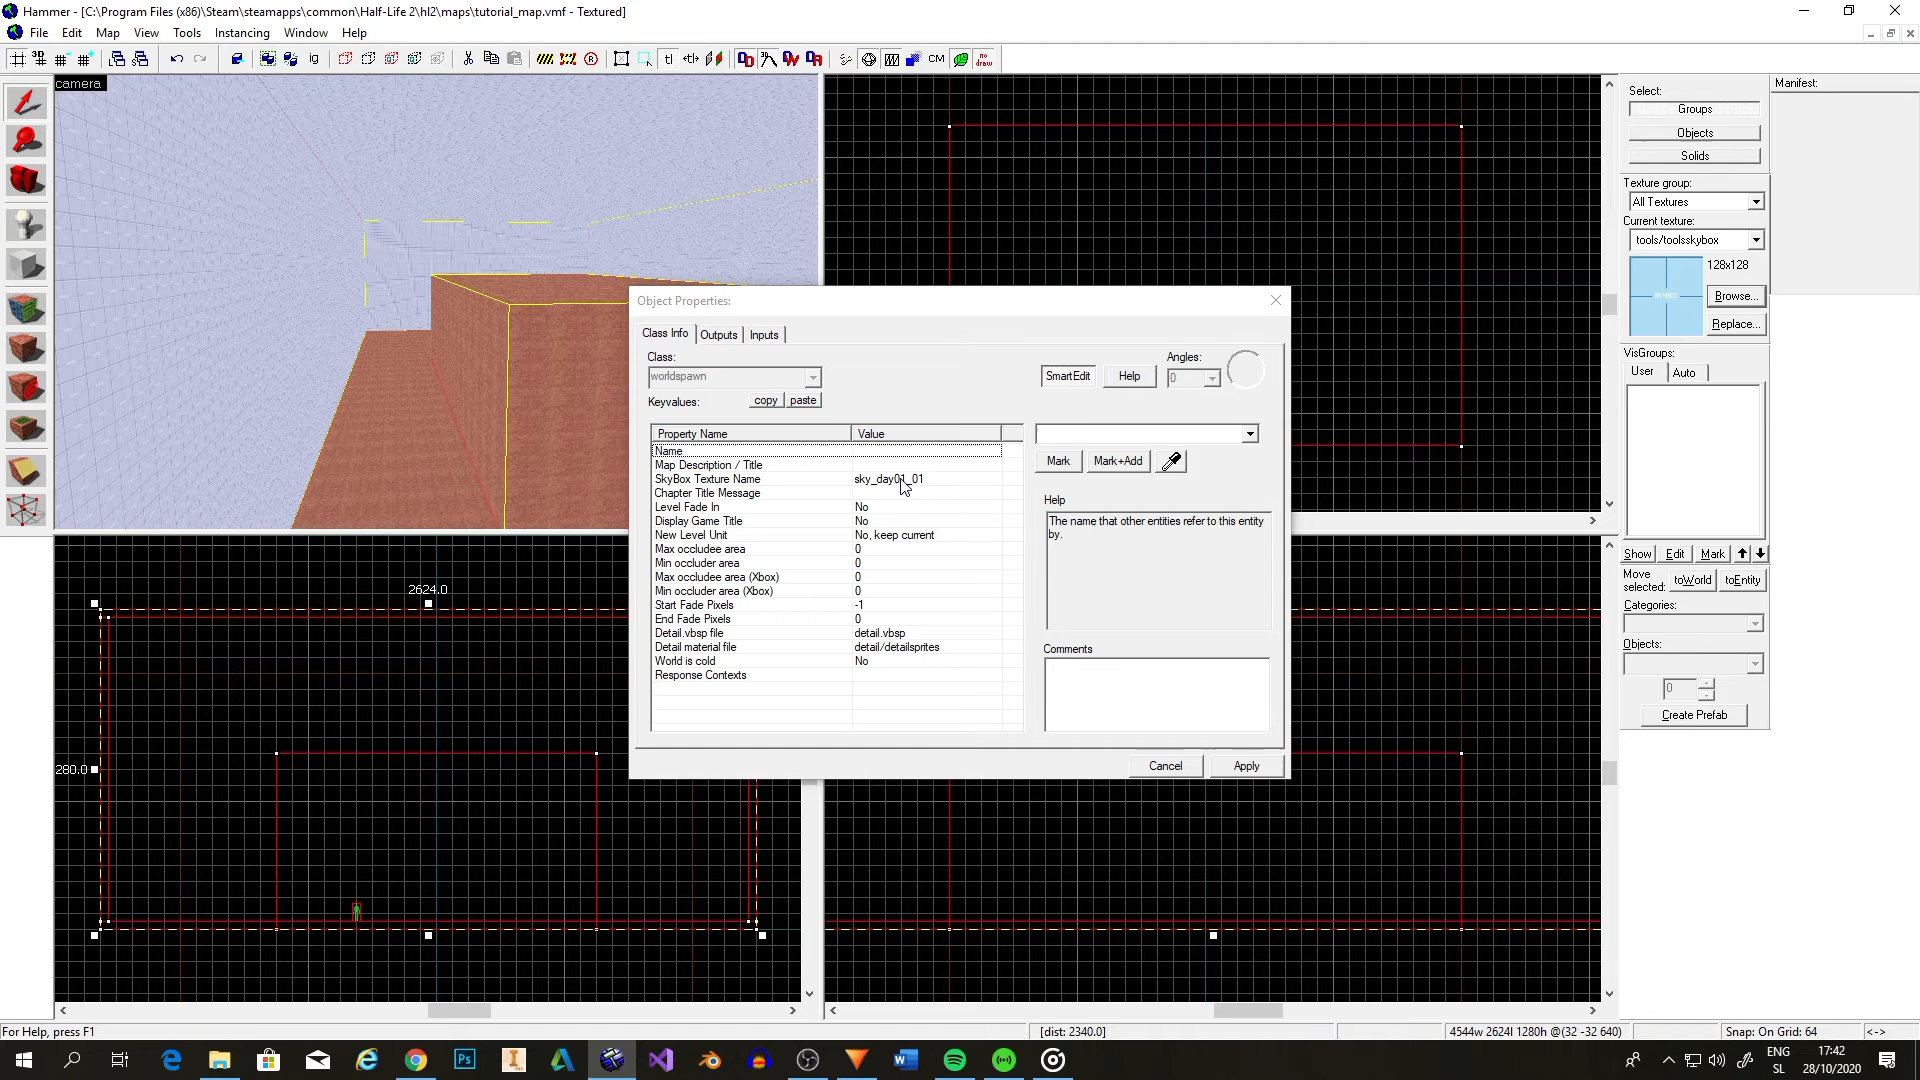 Hammer - [C:\Program Files (x86)\Steam\steamapps\common\Half-Life 2\hl2\maps\tutorial_map.vmf - Textured]
File Edit Map View Tools Instancing Window Help
3D
ig
tl
CM
no draw
camera
Select:
Groups
Objects
Solids
Texture group:
All Textures
Current texture:
tools/toolsskybox
128x128
Browse...
Replace...
VisGroups:
User Auto
Show Edit Mark
Move selected: toWorld toEntity
Categories:
Objects:
0
Create Prefab
Manifest:
Object Properties:
Class Info Outputs Inputs
Class:
worldspawn
Keyvalues: copy paste
SmartEdit Help
Angles:
0
Property Name Value
Name
Map Description / Title
SkyBox Texture Name sky_day01_01
Chapter Title Message
Level Fade In No
Display Game Title No
New Level Unit No, keep current
Max occludee area 0
Min occluder area 0
Max occludee area (Xbox) 0
Min occluder area (Xbox) 0
Start Fade Pixels -1
End Fade Pixels 0
Detail.vbsp file detail.vbsp
Detail material file detail/detailsprites
World is cold No
Response Contexts
Mark Mark+Add
Help
The name that other entities refer to this entity
by.
Comments
Cancel Apply
2624.0
280.0
For Help, press F1
[dist: 2340.0]
4544w 2624l 1280h @(32 -32 640)
Snap: On Grid: 64
<->
Ps
ENG
SL
17:42
28/10/2020